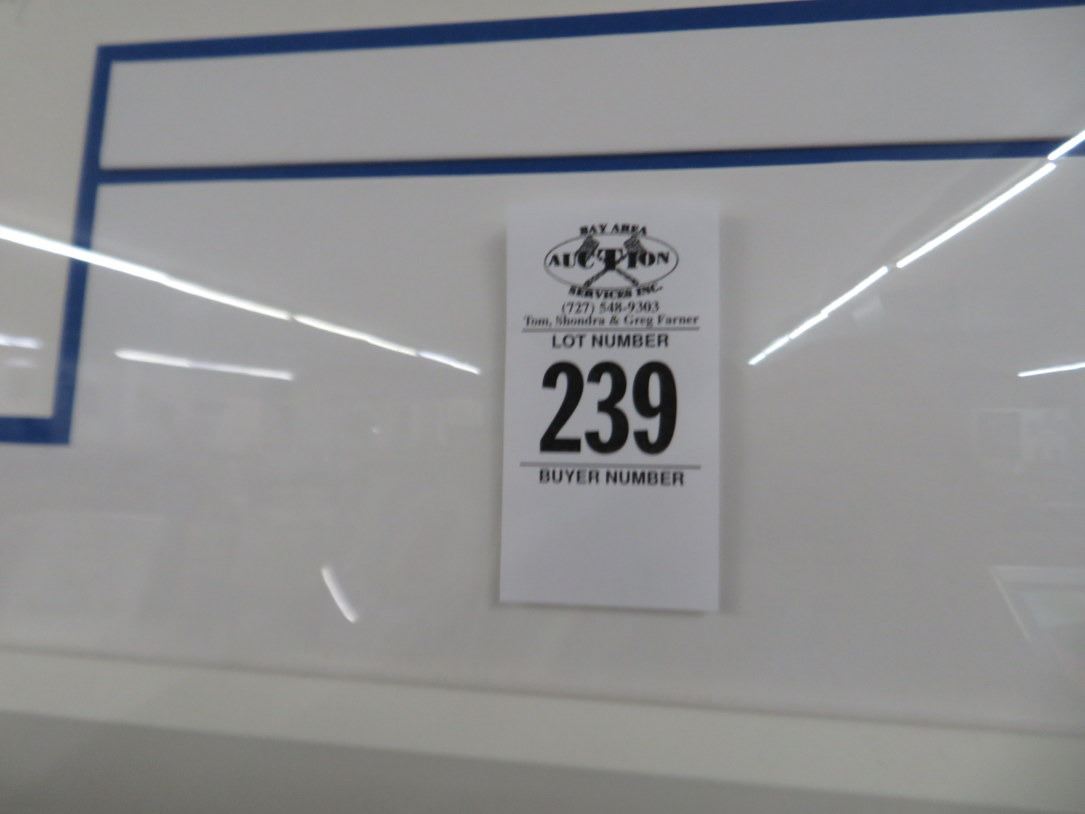 BAY AREA
AUCTION
SERVICES INC.
(727) 548-9303
Tom, Shondra & Greg Farner
LOT NUMBER
239
BUYER NUMBER